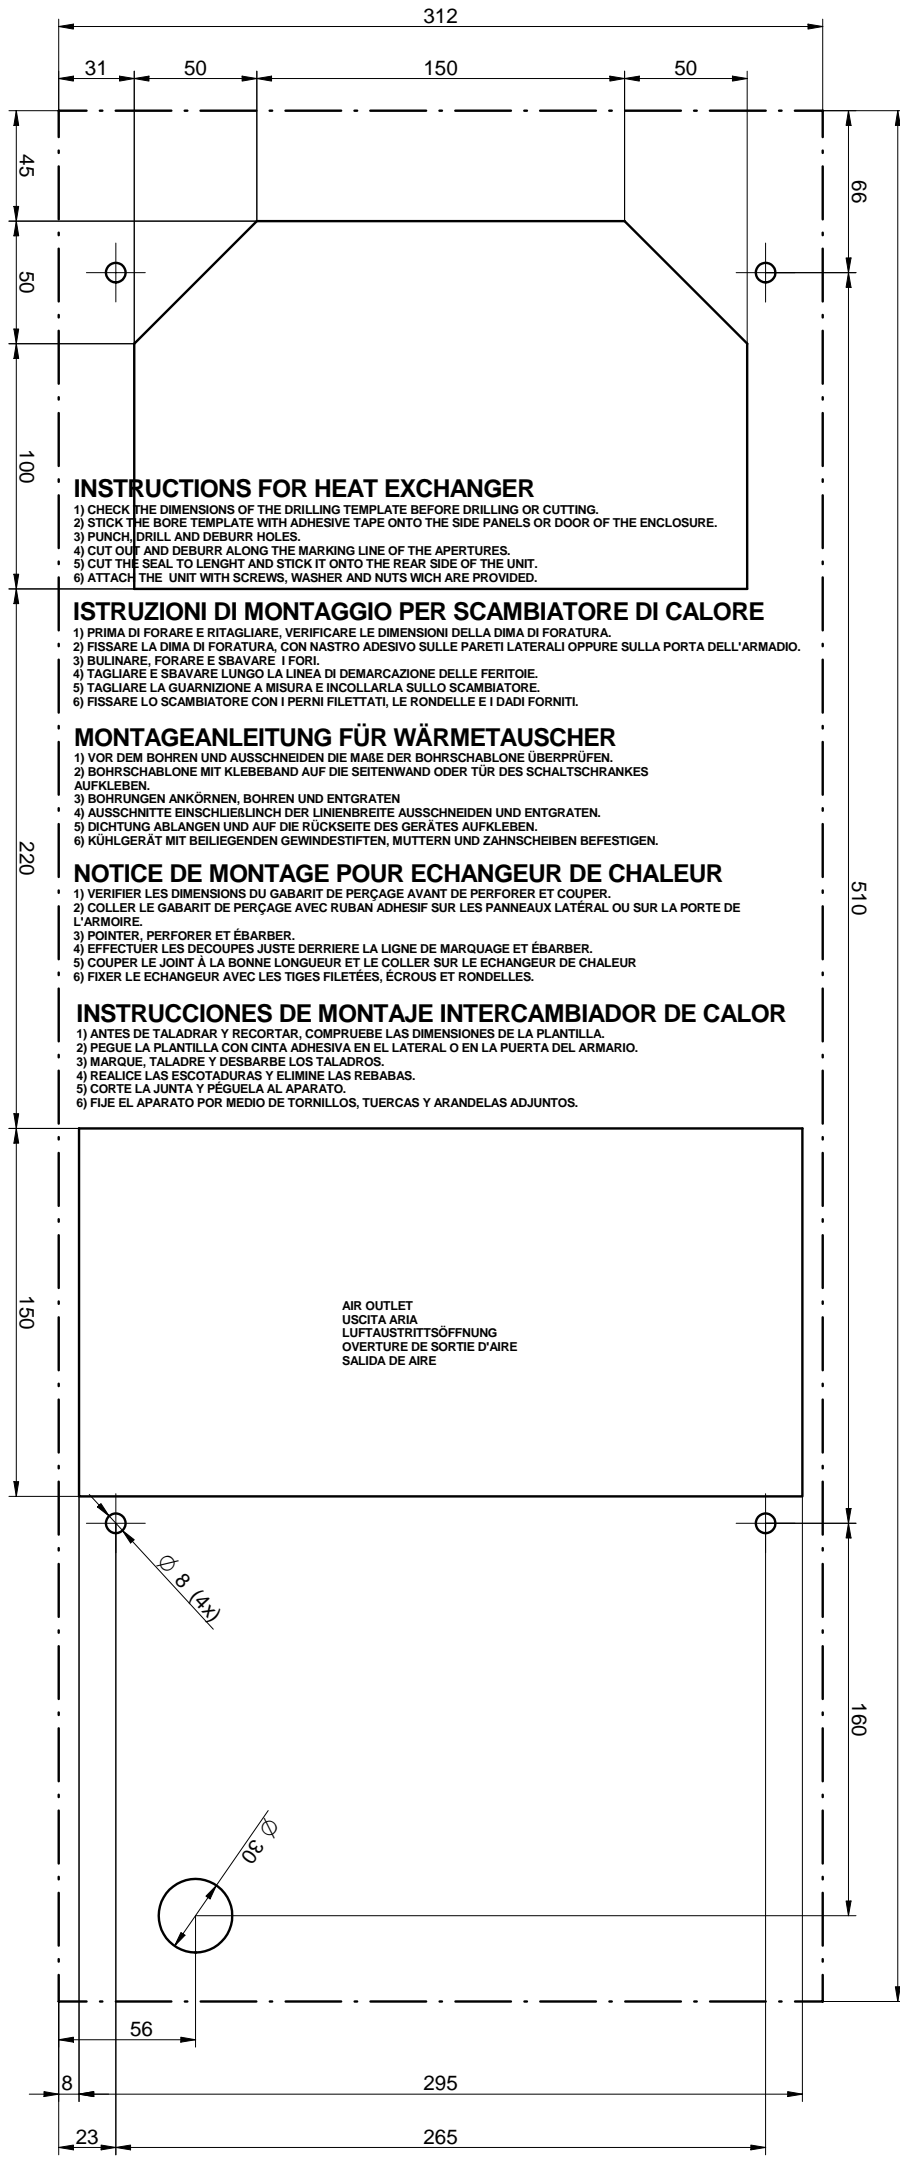 312
31
50
150
50
45
66
50
100
INSTRUCTIONS FOR HEAT EXCHANGER
1) CHECK THE DIMENSIONS OF THE DRILLING TEMPLATE BEFORE DRILLING OR CUTTING.
2) STICK THE BORE TEMPLATE WITH ADHESIVE TAPE ONTO THE SIDE PANELS OR DOOR OF THE ENCLOSURE.
3) PUNCH, DRILL AND DEBURR HOLES.
4) CUT OUT AND DEBURR ALONG THE MARKING LINE OF THE APERTURES.
5) CUT THE SEAL TO LENGHT AND STICK IT ONTO THE REAR SIDE OF THE UNIT.
6) ATTACH THE UNIT WITH SCREWS, WASHER AND NUTS WICH ARE PROVIDED.
ISTRUZIONI DI MONTAGGIO PER SCAMBIATORE DI CALORE
1) PRIMA DI FORARE E RITAGLIARE, VERIFICARE LE DIMENSIONI DELLA DIMA DI FORATURA.
2) FISSARE LA DIMA DI FORATURA, CON NASTRO ADESIVO SULLE PARETI LATERALI OPPURE SULLA PORTA DELL'ARMADIO.
3) BULINARE, FORARE E SBAVARE I FORI.
4) TAGLIARE E SBAVARE LUNGO LA LINEA DI DEMARCAZIONE DELLE FERITOIE.
5) TAGLIARE LA GUARNIZIONE A MISURA E INCOLLARLA SULLO SCAMBIATORE.
6) FISSARE LO SCAMBIATORE CON I PERNI FILETTATI, LE RONDELLE E I DADI FORNITI.
MONTAGEANLEITUNG FÜR WÄRMETAUSCHER
1) VOR DEM BOHREN UND AUSSCHNEIDEN DIE MAßE DER BOHRSCHABLONE ÜBERPRÜFEN.
2) BOHRSCHABLONE MIT KLEBEBAND AUF DIE SEITENWAND ODER TÜR DES SCHALTSCHRANKES
AUFKLEBEN.
3) BOHRUNGEN ANKÖRNEN, BOHREN UND ENTGRATEN
4) AUSSCHNITTE EINSCHLIEßLINCH DER LINIENBREITE AUSSCHNEIDEN UND ENTGRATEN.
5) DICHTUNG ABLANGEN UND AUF DIE RÜCKSEITE DES GERÄTES AUFKLEBEN.
6) KÜHLGERÄT MIT BEILIEGENDEN GEWINDESTIFTEN, MUTTERN UND ZAHNSCHEIBEN BEFESTIGEN.
220
510
NOTICE DE MONTAGE POUR ECHANGEUR DE CHALEUR
1) VERIFIER LES DIMENSIONS DU GABARIT DE PERÇAGE AVANT DE PERFORER ET COUPER.
2) COLLER LE GABARIT DE PERÇAGE AVEC RUBAN ADHESIF SUR LES PANNEAUX LATÉRAL OU SUR LA PORTE DE
L'ARMOIRE.
3) POINTER, PERFORER ET ÉBARBER.
4) EFFECTUER LES DECOUPES JUSTE DERRIERE LA LIGNE DE MARQUAGE ET ÉBARBER.
5) COUPER LE JOINT À LA BONNE LONGUEUR ET LE COLLER SUR LE ECHANGEUR DE CHALEUR
6) FIXER LE ECHANGEUR AVEC LES TIGES FILETÉES, ÉCROUS ET RONDELLES.
INSTRUCCIONES DE MONTAJE INTERCAMBIADOR DE CALOR
1) ANTES DE TALADRAR Y RECORTAR, COMPRUEBE LAS DIMENSIONES DE LA PLANTILLA.
2) PEGUE LA PLANTILLA CON CINTA ADHESIVA EN EL LATERAL O EN LA PUERTA DEL ARMARIO.
3) MARQUE, TALADRE Y DESBARBE LOS TALADROS.
4) REALICE LAS ESCOTADURAS Y ELIMINE LAS REBABAS.
5) CORTE LA JUNTA Y PÉGUELA AL APARATO.
6) FIJE EL APARATO POR MEDIO DE TORNILLOS, TUERCAS Y ARANDELAS ADJUNTOS.
150
AIR OUTLET
USCITA ARIA
LUFTAUSTRITTSÖFFNUNG
OVERTURE DE SORTIE D'AIRE
SALIDA DE AIRE
∅ 8 (4x)
160
∅ 30
56
8
295
23
265